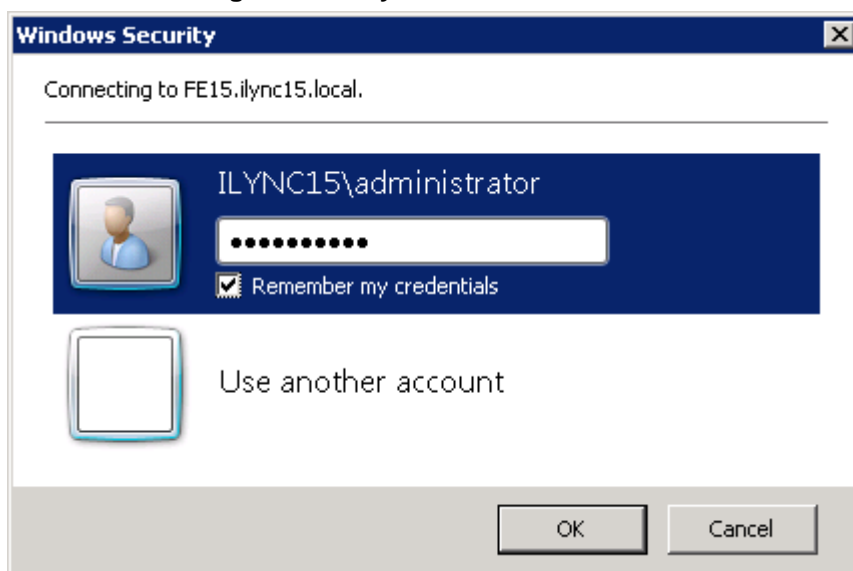 Windows Security
Connecting to FE15.ilync15.local.
ILYNC15\administrator
●●●●●●●●●●
Remember my credentials
Use another account
OK
Cancel